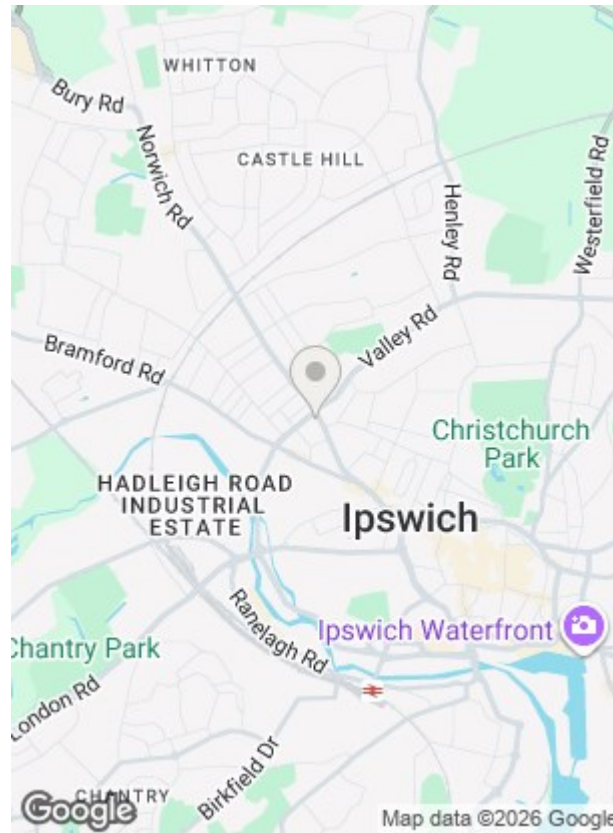 WHITTON
Bury Rd
Norwich Rd
CASTLE HILL
Henley Rd
Westerfield Rd
Valley Rd
Bramford Rd
Christchurch
Park
HADLEIGH ROAD
INDUSTRIAL
ESTATE
Ipswich
Ranelagh Rd
Ipswich Waterfront
Chantry Park
London Rd
Birkfield Dr
CHANTRY
Google
Map data ©2026 Google